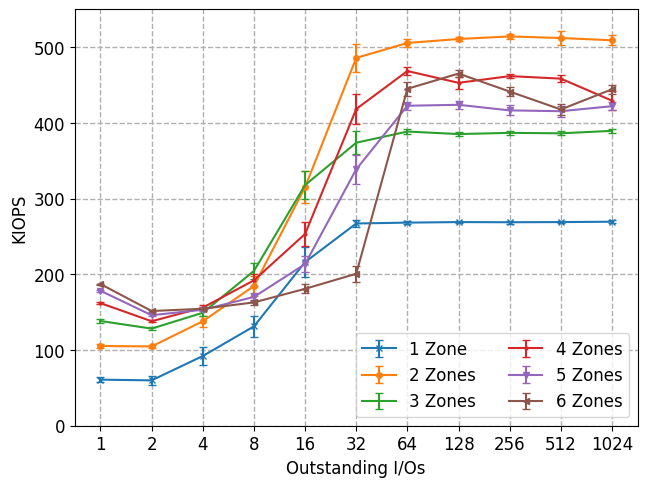 KIOPS
500
400
300
200
100
0
1 2 4 8 16 32 64 128 256 512 1024
Outstanding I/Os
1 Zone
2 Zones
3 Zones
4 Zones
5 Zones
6 Zones